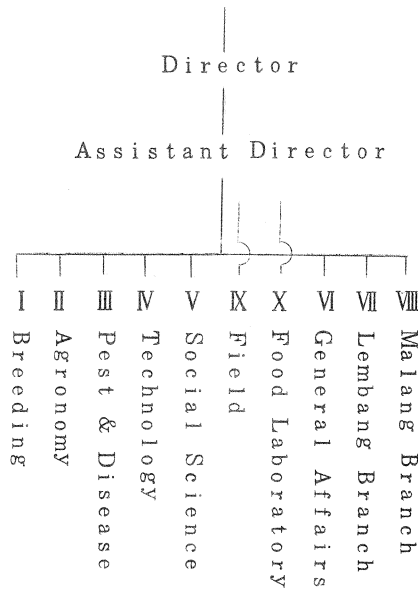 Director
Assistant Director
Ⅰ Breeding
Ⅱ Agronomy
Ⅲ Pest & Disease
Ⅳ Technology
Ⅴ Social Science
Ⅸ Field
Ⅹ Food Laboratory
Ⅵ General Affairs
Ⅶ Lembang Branch
Ⅷ Malang Branch